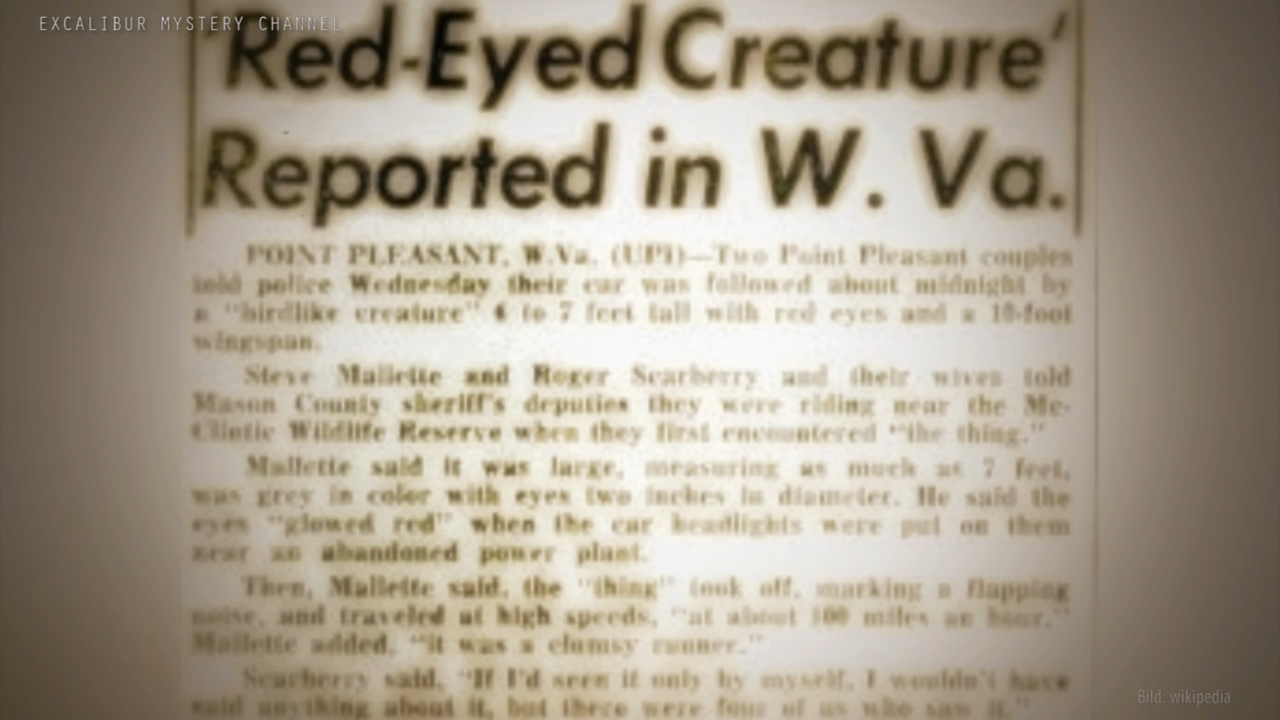 EXCALIBUR MYSTERY CHANNEL
'Red-Eyed Creature'
Reported in W. Va.
POINT PLEASANT, W.Va. (UPI)—Two Point Pleasant couples
told police Wednesday their car was followed about midnight by
a "birdlike creature" 6 to 7 feet tall with red eyes and a 10-foot
wingspan.
Steve Mallette and Roger Scarberry and their wives told
Mason County sheriff's deputies they were riding near the Mc-
Clintic Wildlife Reserve when they first encountered "the thing."
Mallette said it was large, measuring as much as 7 feet,
was grey in color with eyes two inches in diameter. He said the
eyes "glowed red" when the car headlights were put on them
near an abandoned power plant.
Then, Mallette said, the "thing" took off, marking a flapping
noise, and traveled at high speeds, "at about 100 miles an hour."
Mallette added, "it was a clumsy runner."
Scarberry said, "If I'd seen it only by myself, I wouldn't have
said anything about it, but there were four of us who saw it."
Bild: wikipedia